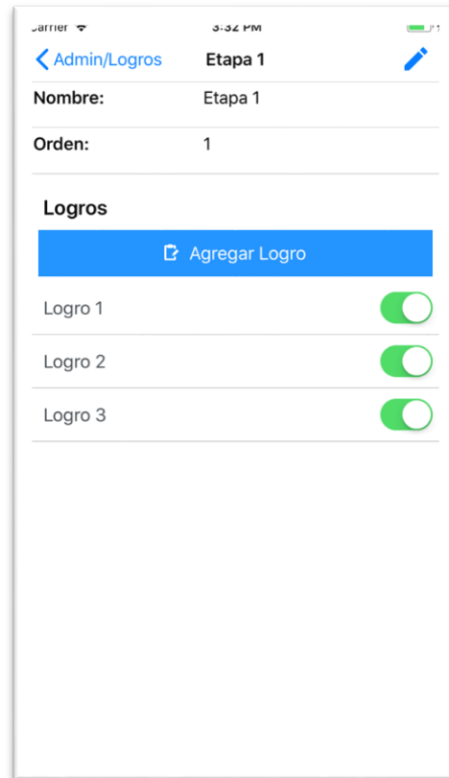 Carrier 3:32 PM
Admin/Logros Etapa 1
Nombre: Etapa 1
Orden: 1
Logros
Agregar Logro
Logro 1
Logro 2
Logro 3